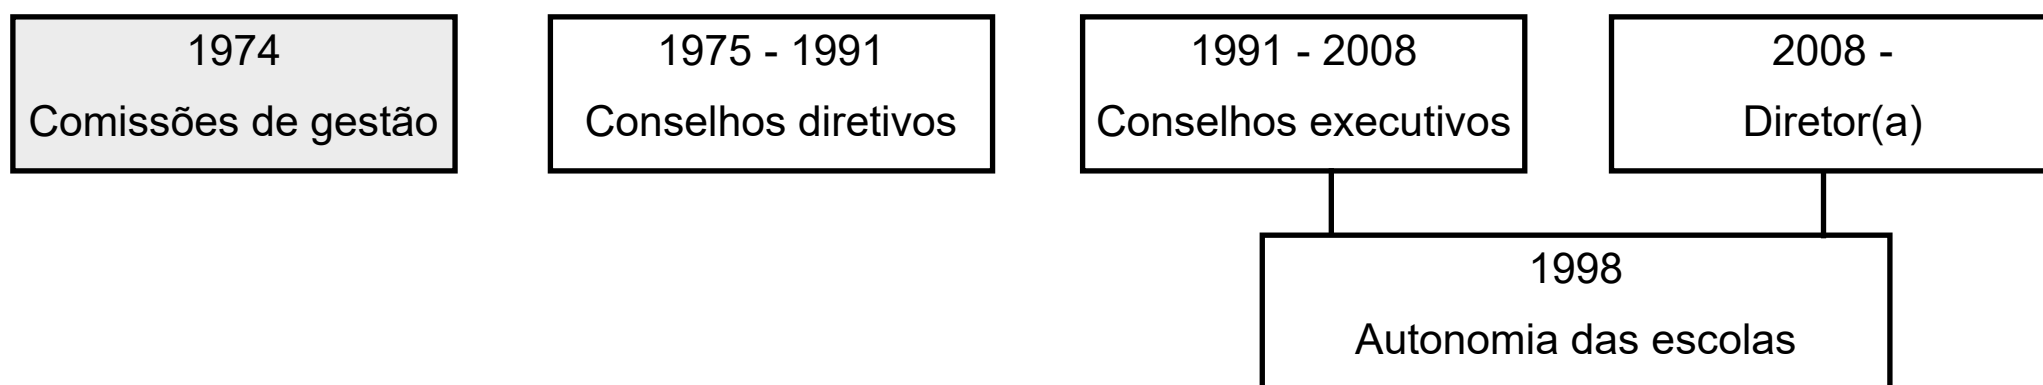 1974
Comissões de gestão
1975 - 1991
Conselhos diretivos
1991 - 2008
Conselhos executivos
2008 -
Diretor(a)
1998
Autonomia das escolas